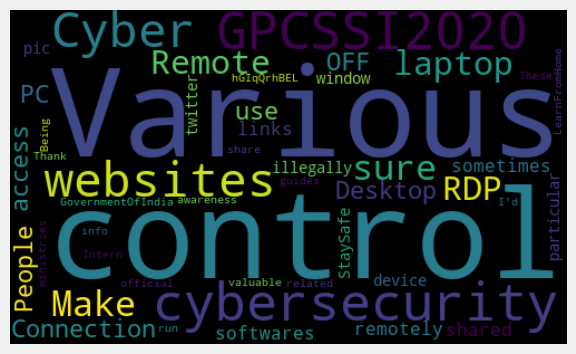 Cyber GPCSSI2020
pic Remote OFF laptop
hGIqQrhBEL window These
PC twitter use links LearnFromHome
Various
Being share
Thank
access websites illegally sure sometimes
guides Desktop RDP particular
GovernmentOfIndia awareness I'd
control
People ministries info Intern StaySafe device
official valuable related
Make cybersecurity
Connection run softwares remotely shared